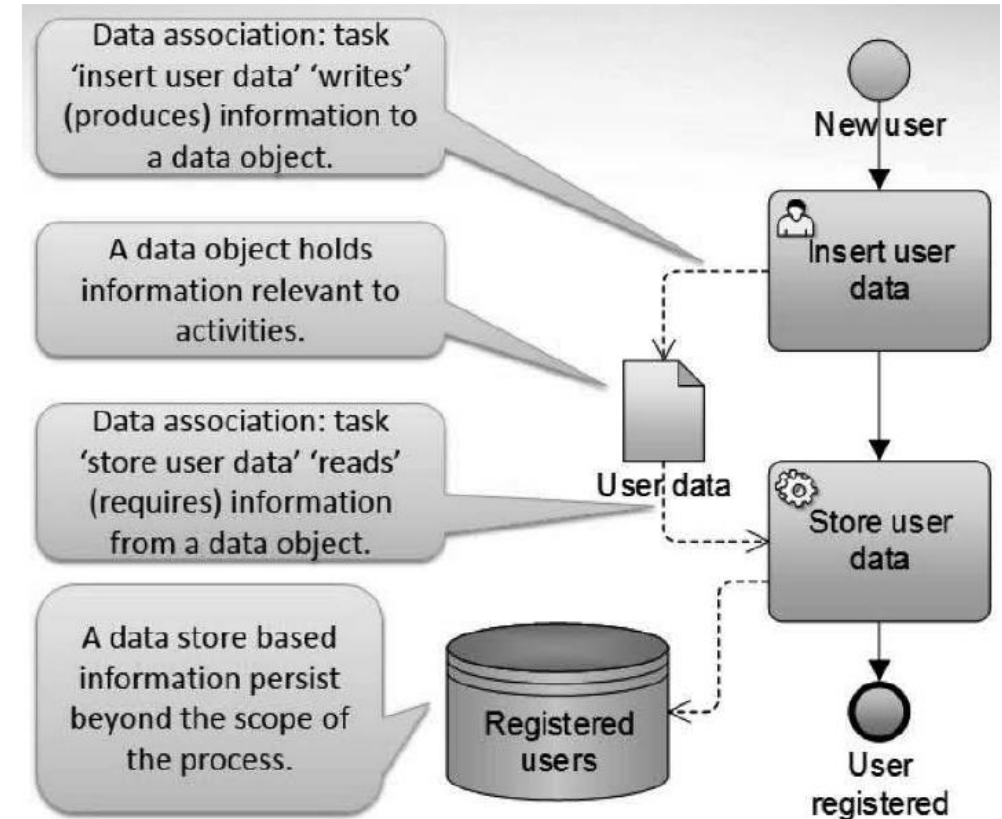 Data association: task
‘insert user data’ ‘writes’
(produces) information to
a data object.
New user
Insert user
data
A data object holds
information relevant to
activities.
User data
Data association: task
‘store user data’ ‘reads’
(requires) information
from a data object.
Store user
data
A data store based
information persist
beyond the scope of
the process.
Registered
users
User
registered